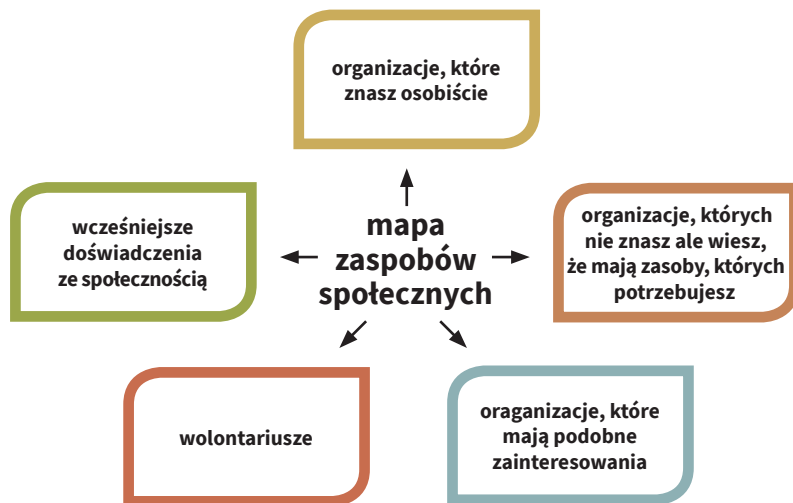 organizacje, które
znasz osobiście
wcześniejsze
doświadczenia
ze społecznością
mapa
zaspobów
społecznych
organizacje, których
nie znasz ale wiesz,
że mają zasoby, których
potrzebujesz
wolontariusze
oraganizacje, które
mają podobne
zainteresowania